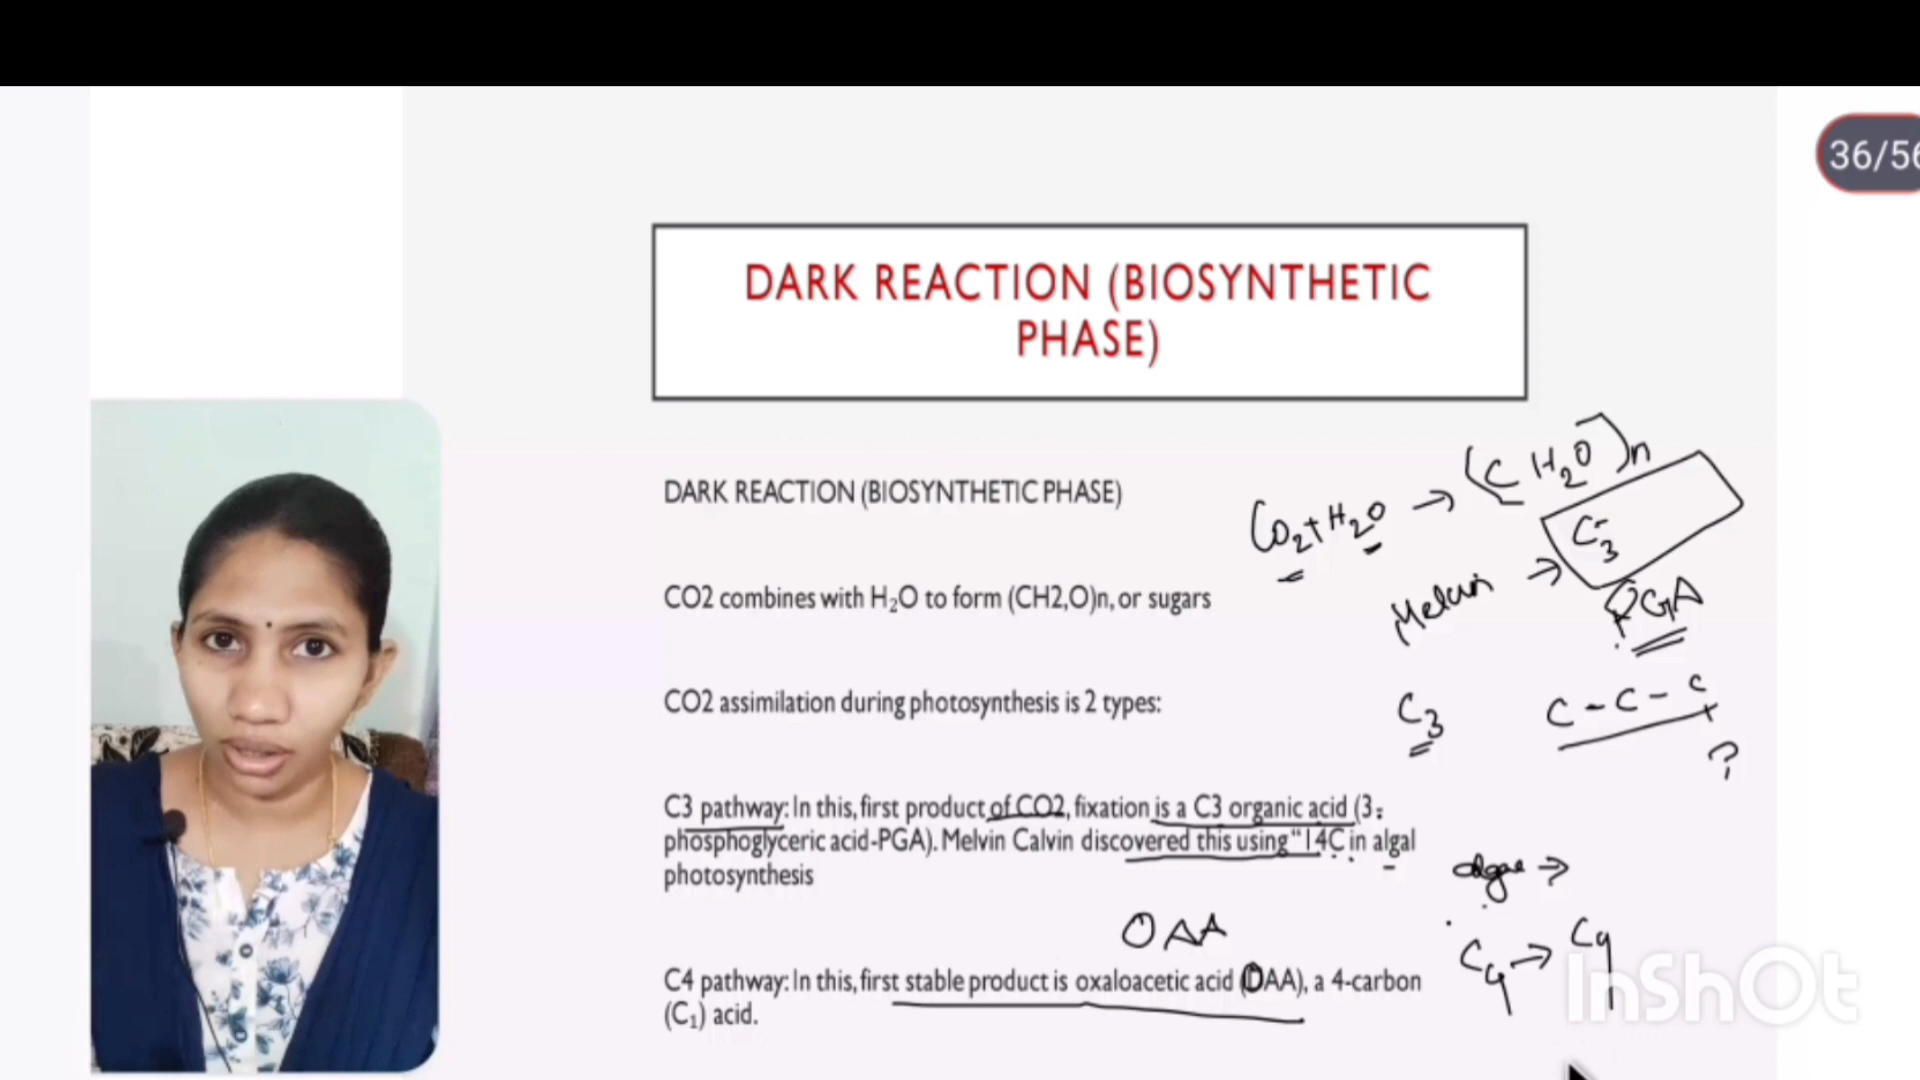 36/56
DARK REACTION (BIOSYNTHETIC
PHASE)
DARK REACTION (BIOSYNTHETIC PHASE)
CO2 + H2O → (CH2O)n
C3
CO2 combines with H₂O to form (CH2,O)n, or sugars
Melvin →
PGA
CO2 assimilation during photosynthesis is 2 types:
C3 C - C - C
?
C3 pathway: In this, first product of CO2, fixation is a C3 organic acid (3-
phosphoglyceric acid-PGA). Melvin Calvin discovered this using "14C in algal
photosynthesis
algae →
OAA
C4 → C4
C4 pathway: In this, first stable product is oxaloacetic acid (OAA), a 4-carbon
(C₁) acid.
InShOt